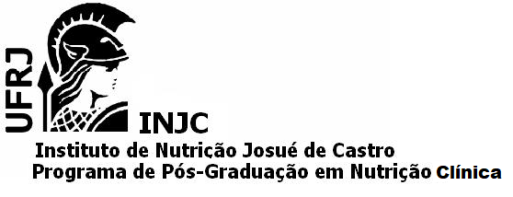 UFRJ
INJC
Instituto de Nutrição Josué de Castro
Programa de Pós-Graduação em Nutrição Clínica